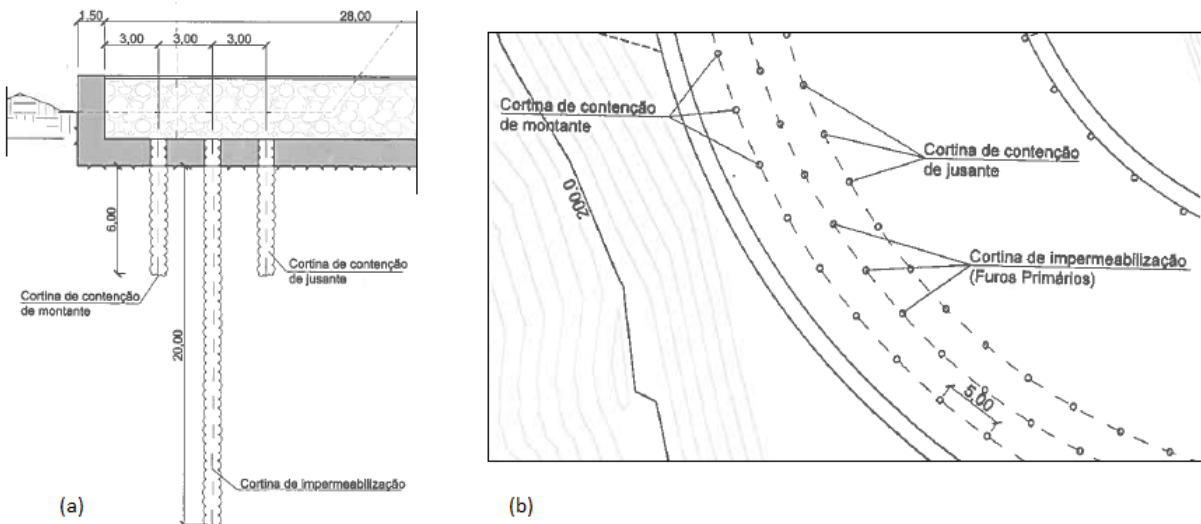 1.50
28,00
3,00
3,00
3,00
6,00
Cortina de contenção
de jusante
Cortina de contenção
de montante
20,00
Cortina de impermeabilização
(a)
Cortina de contenção
de montante
Cortina de contenção
de jusante
200.0
Cortina de impermeabilização
(Furos Primários)
5.00
(b)